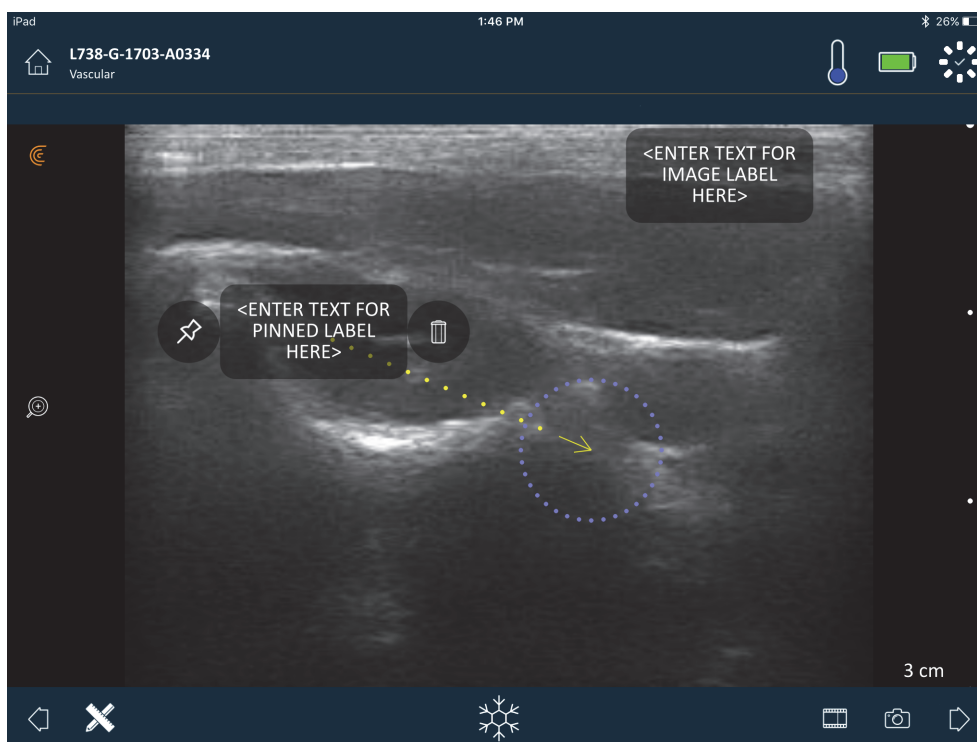 iPad
1:46 PM
26%
L738-G-1703-A0334
Vascular
<ENTER TEXT FOR
IMAGE LABEL
HERE>
<ENTER TEXT FOR
PINNED LABEL
HERE>
3 cm